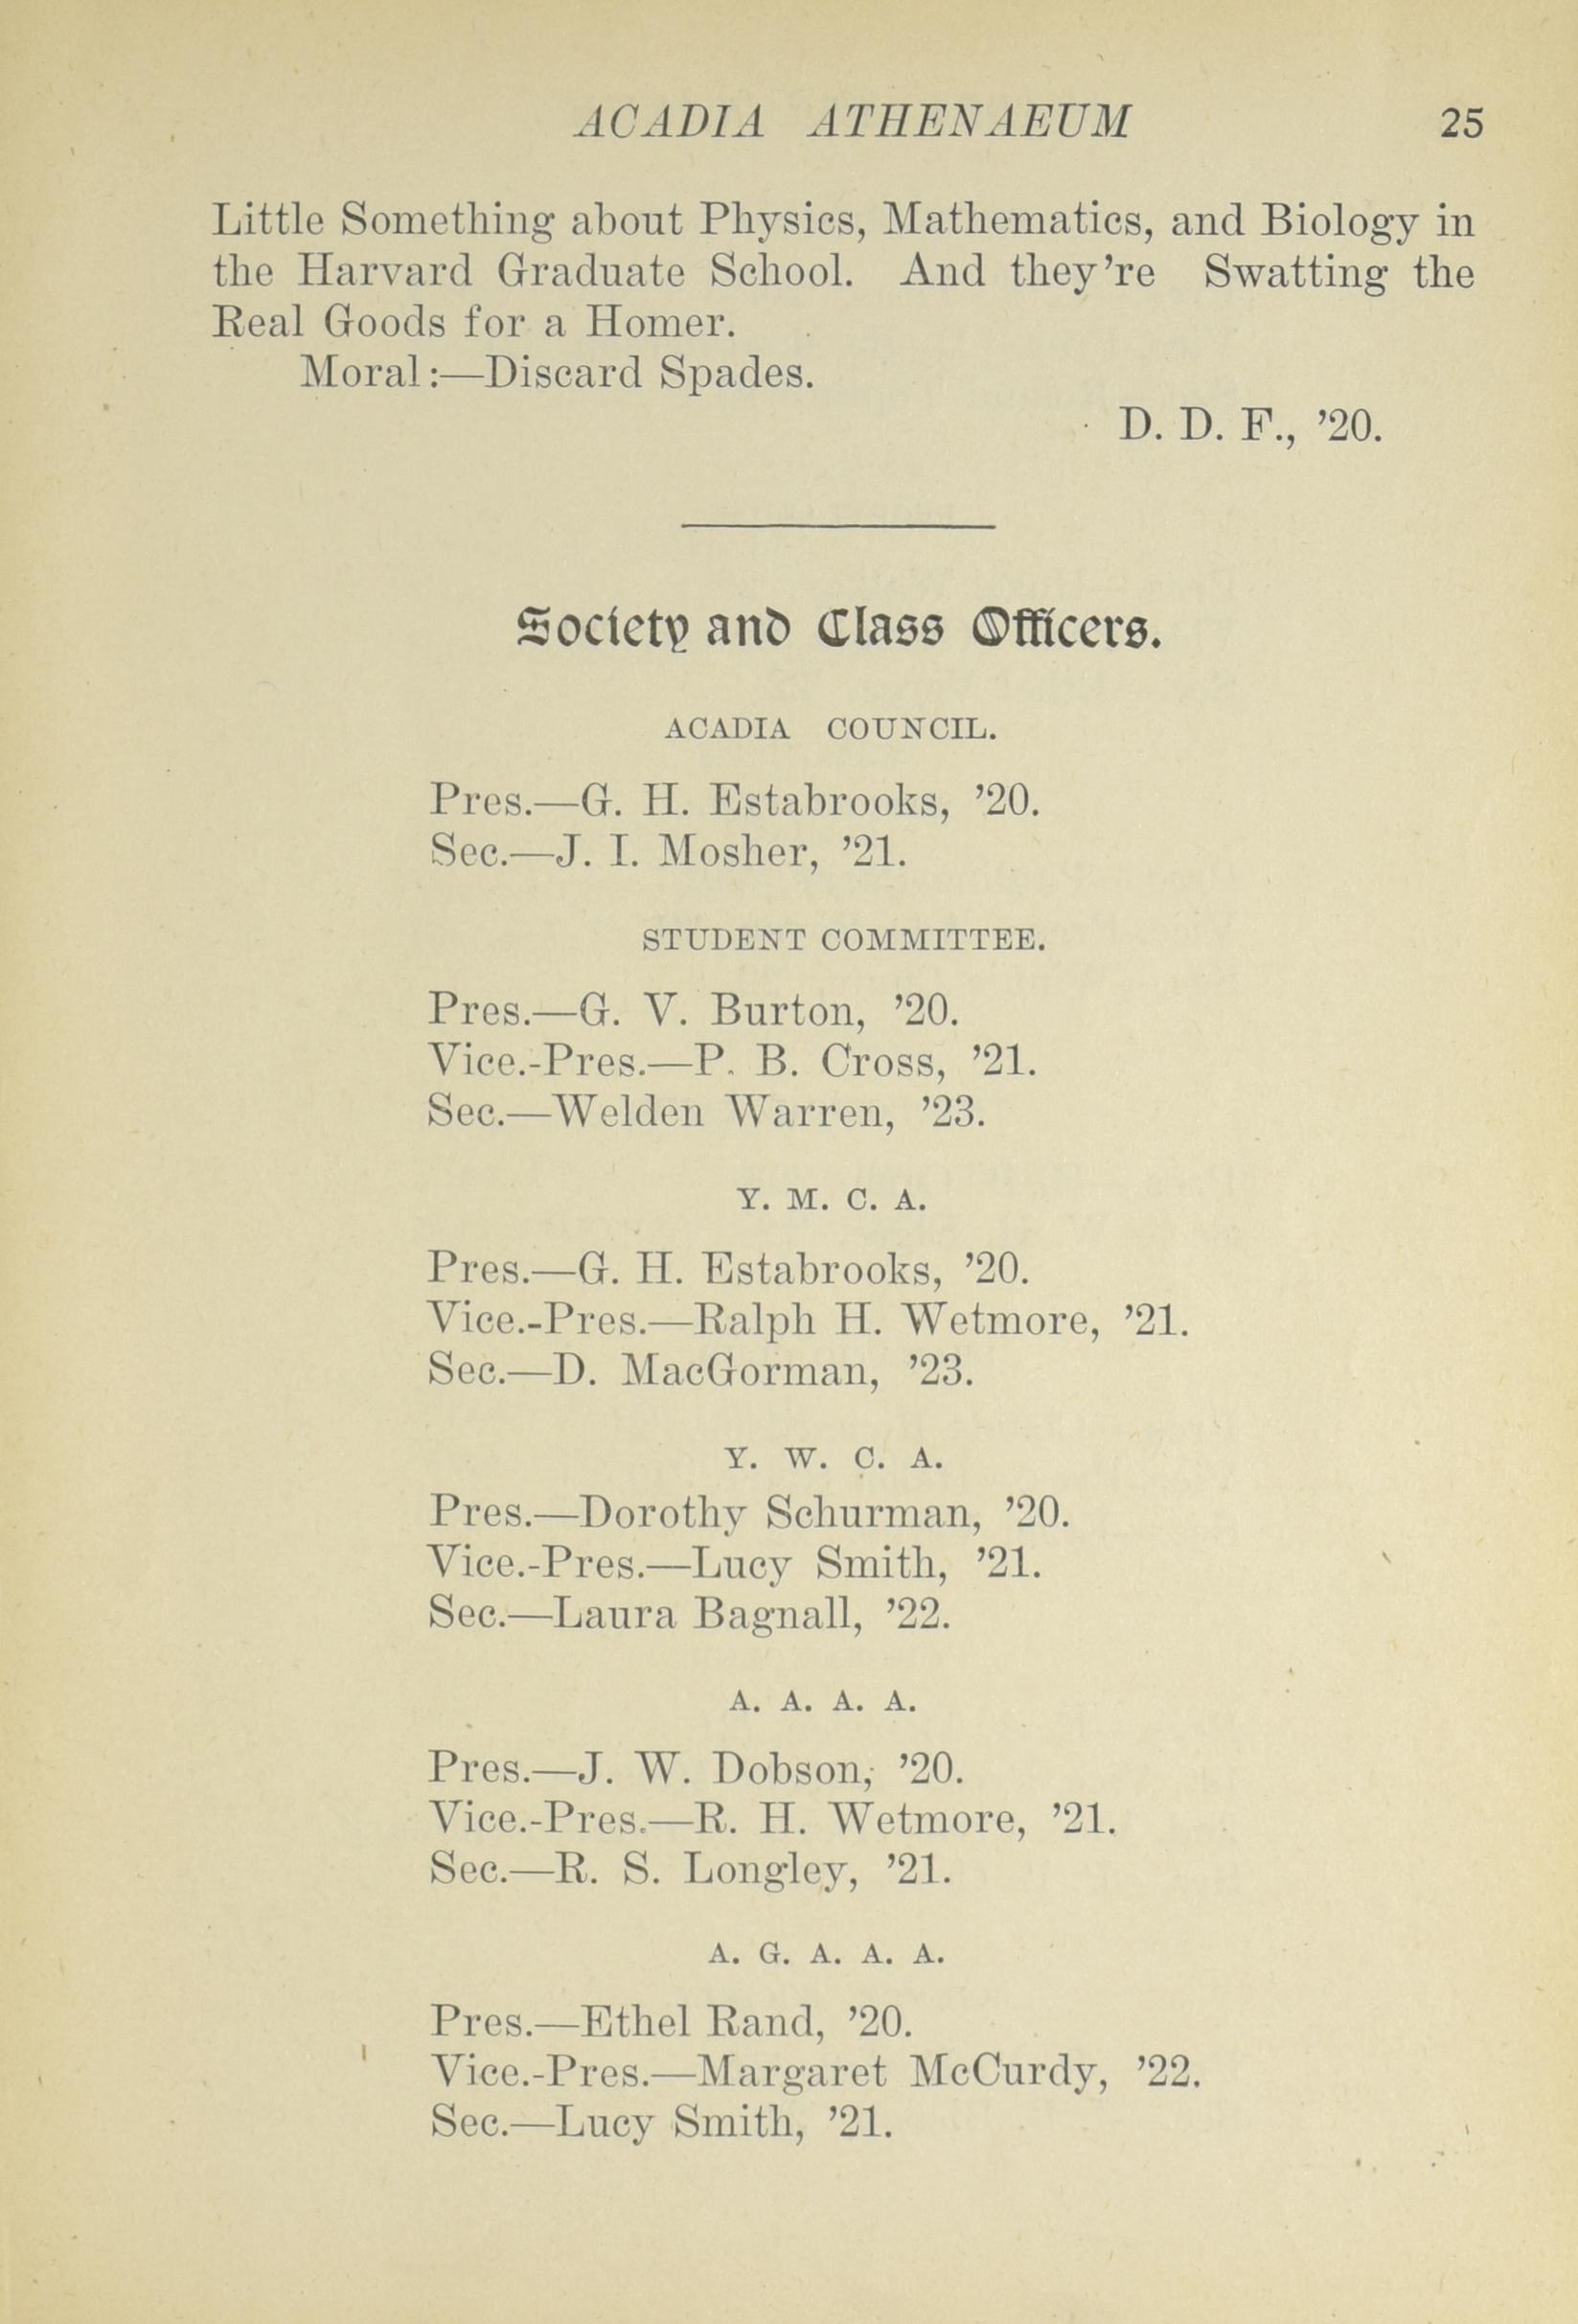 ACADIA ATHENAEUM 25
Little Something about Physics, Mathematics, and Biology in
the Harvard Graduate School. And they're Swatting the
Real Goods for a Homer.
Moral:—Discard Spades.
D. D. F., '20.
Society and Class Officers.
ACADIA COUNCIL.
Pres.—G. H. Estabrooks, '20.
Sec.—J. I. Mosher, '21.
STUDENT COMMITTEE.
Pres.—G. V. Burton, '20.
Vice.-Pres.—P. B. Cross, '21.
Sec.—Welden Warren, '23.
Y. M. C. A.
Pres.—G. H. Estabrooks, '20.
Vice.-Pres.—Ralph H. Wetmore, '21.
Sec.—D. MacGorman, '23.
Y. W. C. A.
Pres.—Dorothy Schurman, '20.
Vice.-Pres.—Lucy Smith, '21.
Sec.—Laura Bagnall, '22.
A. A. A. A.
Pres.—J. W. Dobson, '20.
Vice.-Pres.—R. H. Wetmore, '21.
Sec.—R. S. Longley, '21.
A. G. A. A. A.
Pres.—Ethel Rand, '20.
Vice.-Pres.—Margaret McCurdy, '22.
Sec.—Lucy Smith, '21.